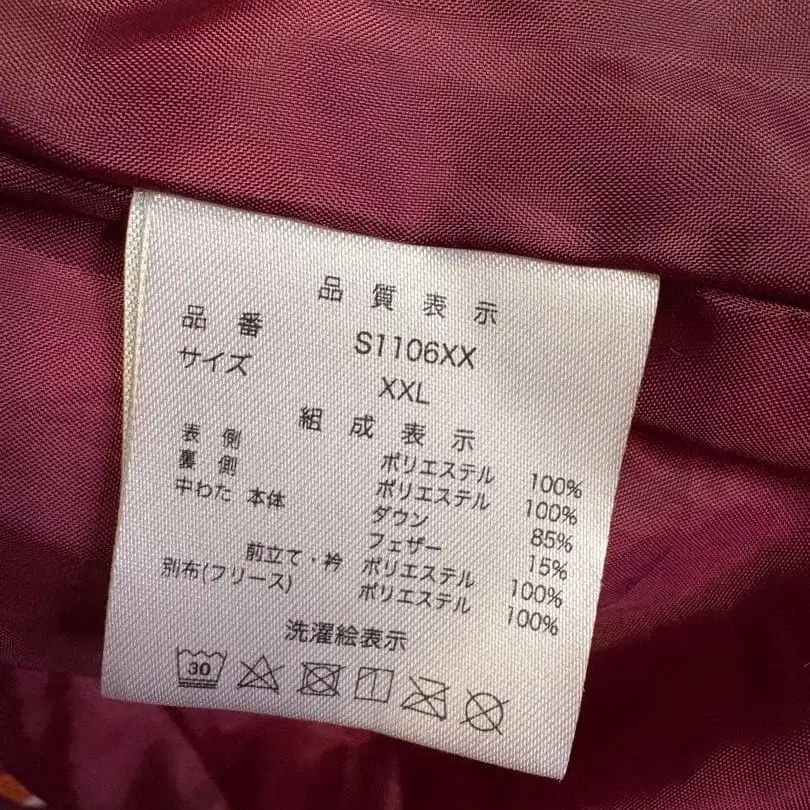 品質表示
品番 S1106XX
サイズ XXL
組成表示
表側 ポリエステル 100%
裏側 ポリエステル 100%
中わた 本体 ダウン 85%
フェザー 15%
前立て・衿 ポリエステル 100%
別布(フリース) ポリエステル 100%
洗濯絵表示
30